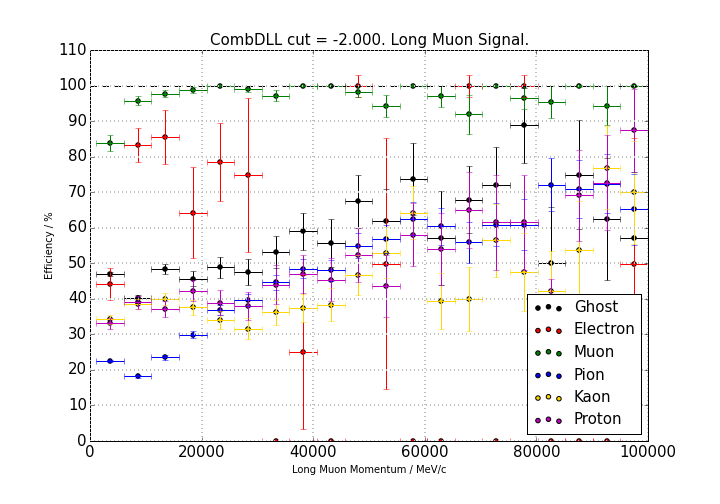 CombDLL cut = -2.000. Long Muon Signal.
110
100
90
80
70
60
50
40
30
20
10
0
Efficiency / %
0 20000 40000 60000 80000 100000
Long Muon Momentum / MeV/c
Ghost
Electron
Muon
Pion
Kaon
Proton